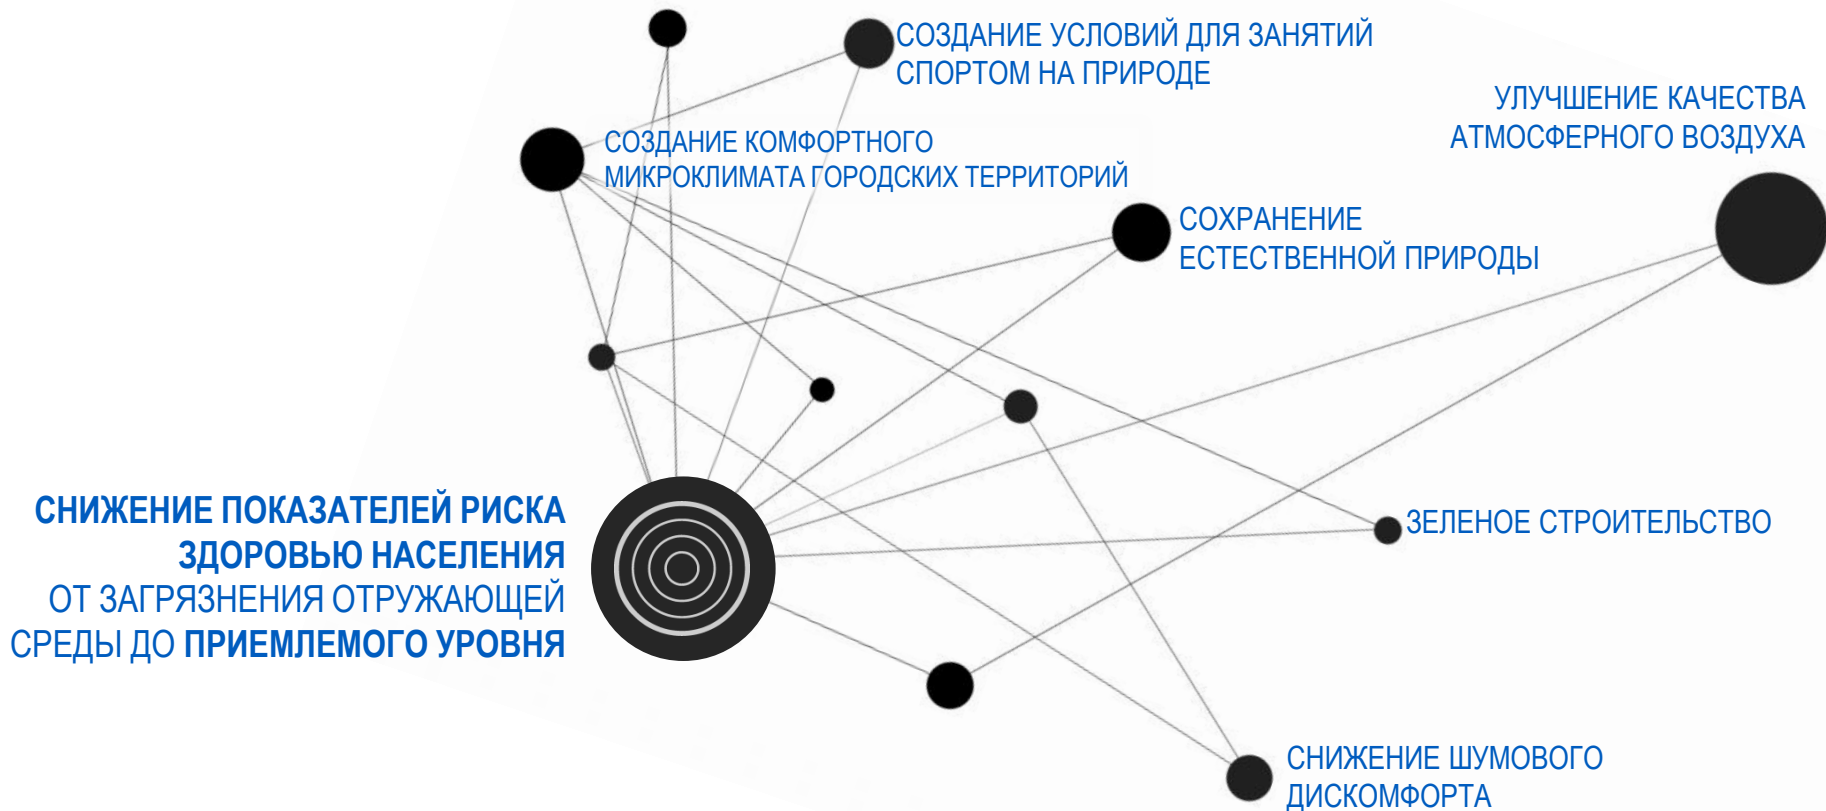 СОЗДАНИЕ УСЛОВИЙ ДЛЯ ЗАНЯТИЙ
СПОРТОМ НА ПРИРОДЕ
УЛУЧШЕНИЕ КАЧЕСТВА
АТМОСФЕРНОГО ВОЗДУХА
СОЗДАНИЕ КОМФОРТНОГО
МИКРОКЛИМАТА ГОРОДСКИХ ТЕРРИТОРИЙ
СОХРАНЕНИЕ
ЕСТЕСТВЕННОЙ ПРИРОДЫ
СНИЖЕНИЕ ПОКАЗАТЕЛЕЙ РИСКА
ЗДОРОВЬЮ НАСЕЛЕНИЯ
ОТ ЗАГРЯЗНЕНИЯ ОТРУЖАЮЩЕЙ
СРЕДЫ ДО ПРИЕМЛЕМОГО УРОВНЯ
ЗЕЛЕНОЕ СТРОИТЕЛЬСТВО
СНИЖЕНИЕ ШУМОВОГО
ДИСКОМФОРТА